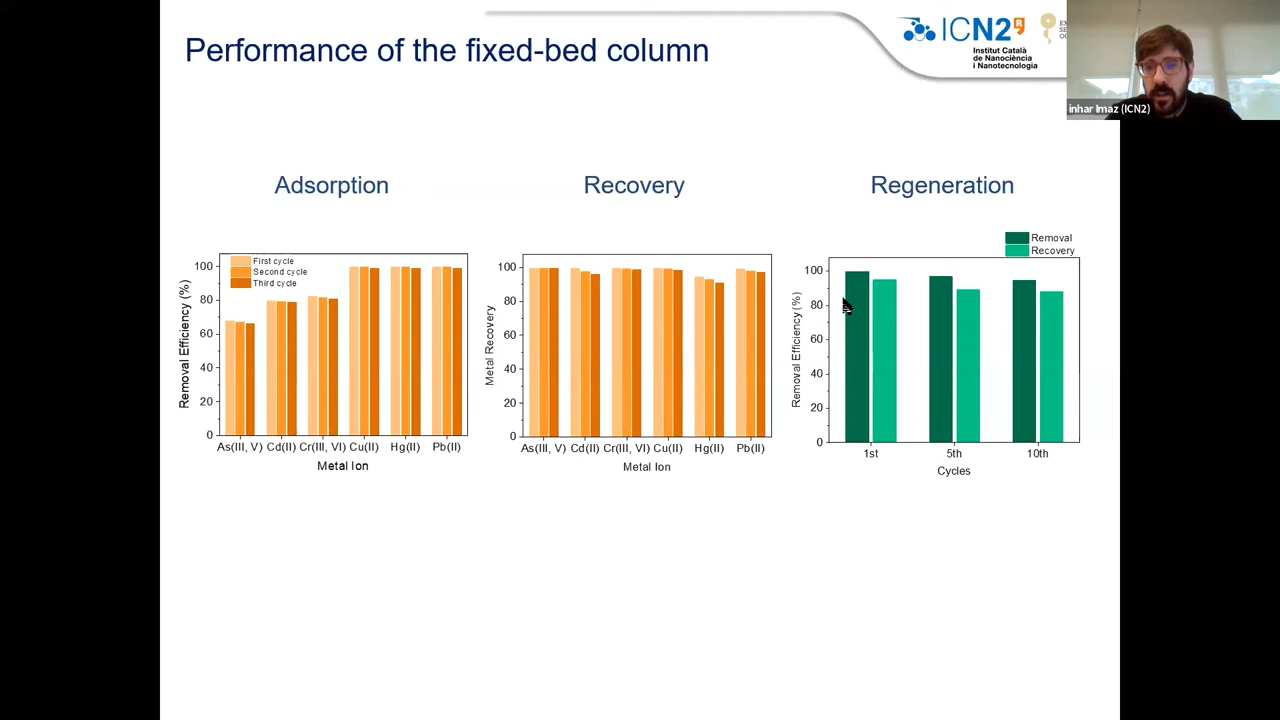 Performance of the fixed-bed column
ICN2
Institut Català
de Nanociència
i Nanotecnologia
inhar Imaz (ICN2)
Adsorption
Recovery
Regeneration
First cycle
Second cycle
Third cycle
Removal Efficiency (%)
100
80
60
40
20
0
As(III, V) Cd(II) Cr(III, VI) Cu(II) Hg(II) Pb(II)
Metal Ion
Metal Recovery
100
80
60
40
20
0
As(III, V) Cd(II) Cr(III, VI) Cu(II) Hg(II) Pb(II)
Metal Ion
Removal
Recovery
Removal Efficiency (%)
100
80
60
40
20
0
1st 5th 10th
Cycles